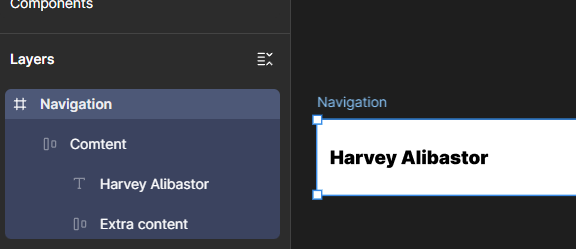 Components
Layers
Navigation
Comtent
Harvey Alibastor
Extra content
Navigation
Harvey Alibastor